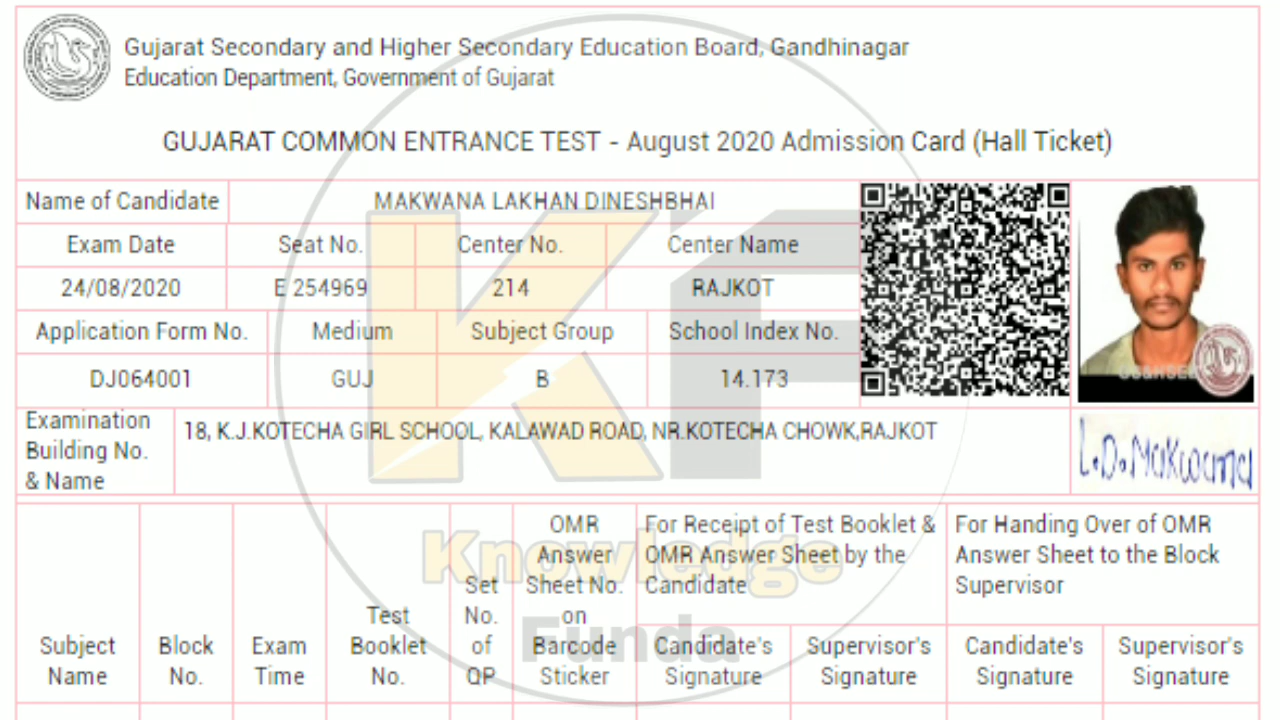 Gujarat Secondary and Higher Secondary Education Board, Gandhinagar
Education Department, Government of Gujarat
GUJARAT COMMON ENTRANCE TEST - August 2020 Admission Card (Hall Ticket)
Name of Candidate MAKWANA LAKHAN DINESHBHAI
Exam Date Seat No. Center No. Center Name
24/08/2020 E 254969 214 RAJKOT
Application Form No. Medium Subject Group School Index No.
DJ064001 GUJ B 14.173
Examination
Building No.
& Name
18, K.J.KOTECHA GIRL SCHOOL, KALAWAD ROAD, NR.KOTECHA CHOWK,RAJKOT
L.D.Makwana
Subject
Name
Block
No.
Exam
Time
Test
Booklet
No.
Set
No.
of
QP
OMR
Answer
Sheet No.
on
Barcode
Sticker
For Receipt of Test Booklet &
OMR Answer Sheet by the
Candidate
Candidate's
Signature
Supervisor's
Signature
For Handing Over of OMR
Answer Sheet to the Block
Supervisor
Candidate's
Signature
Supervisor's
Signature
KF
Knowledge
Funda